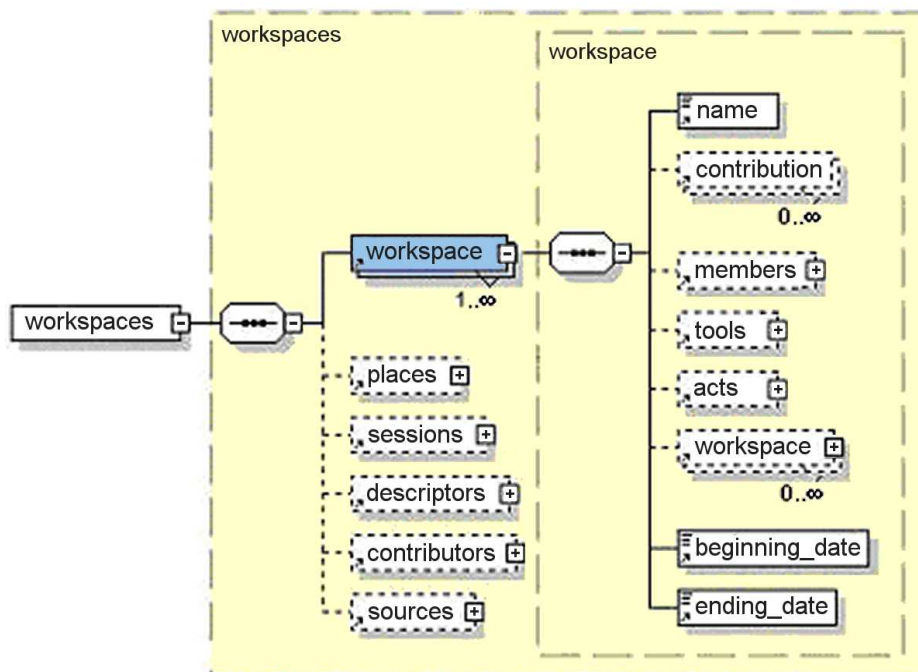 workspaces
workspace
name
contribution
0..∞
workspace
members
1..∞
workspaces
tools
places
acts
sessions
workspace
0..∞
descriptors
contributors
beginning_date
sources
ending_date